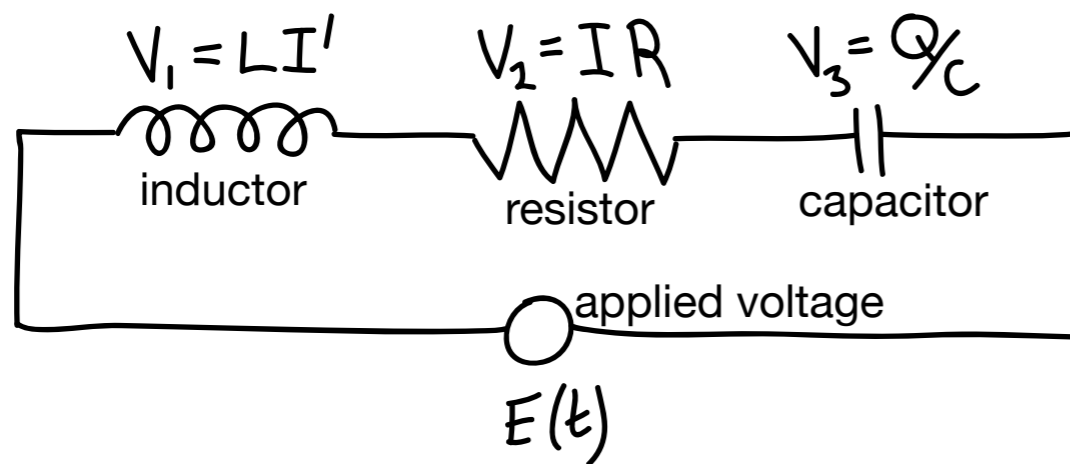 V₁ = LI'
V₂ = IR
V₃ = Q/C
inductor
resistor
capacitor
applied voltage
E(t)